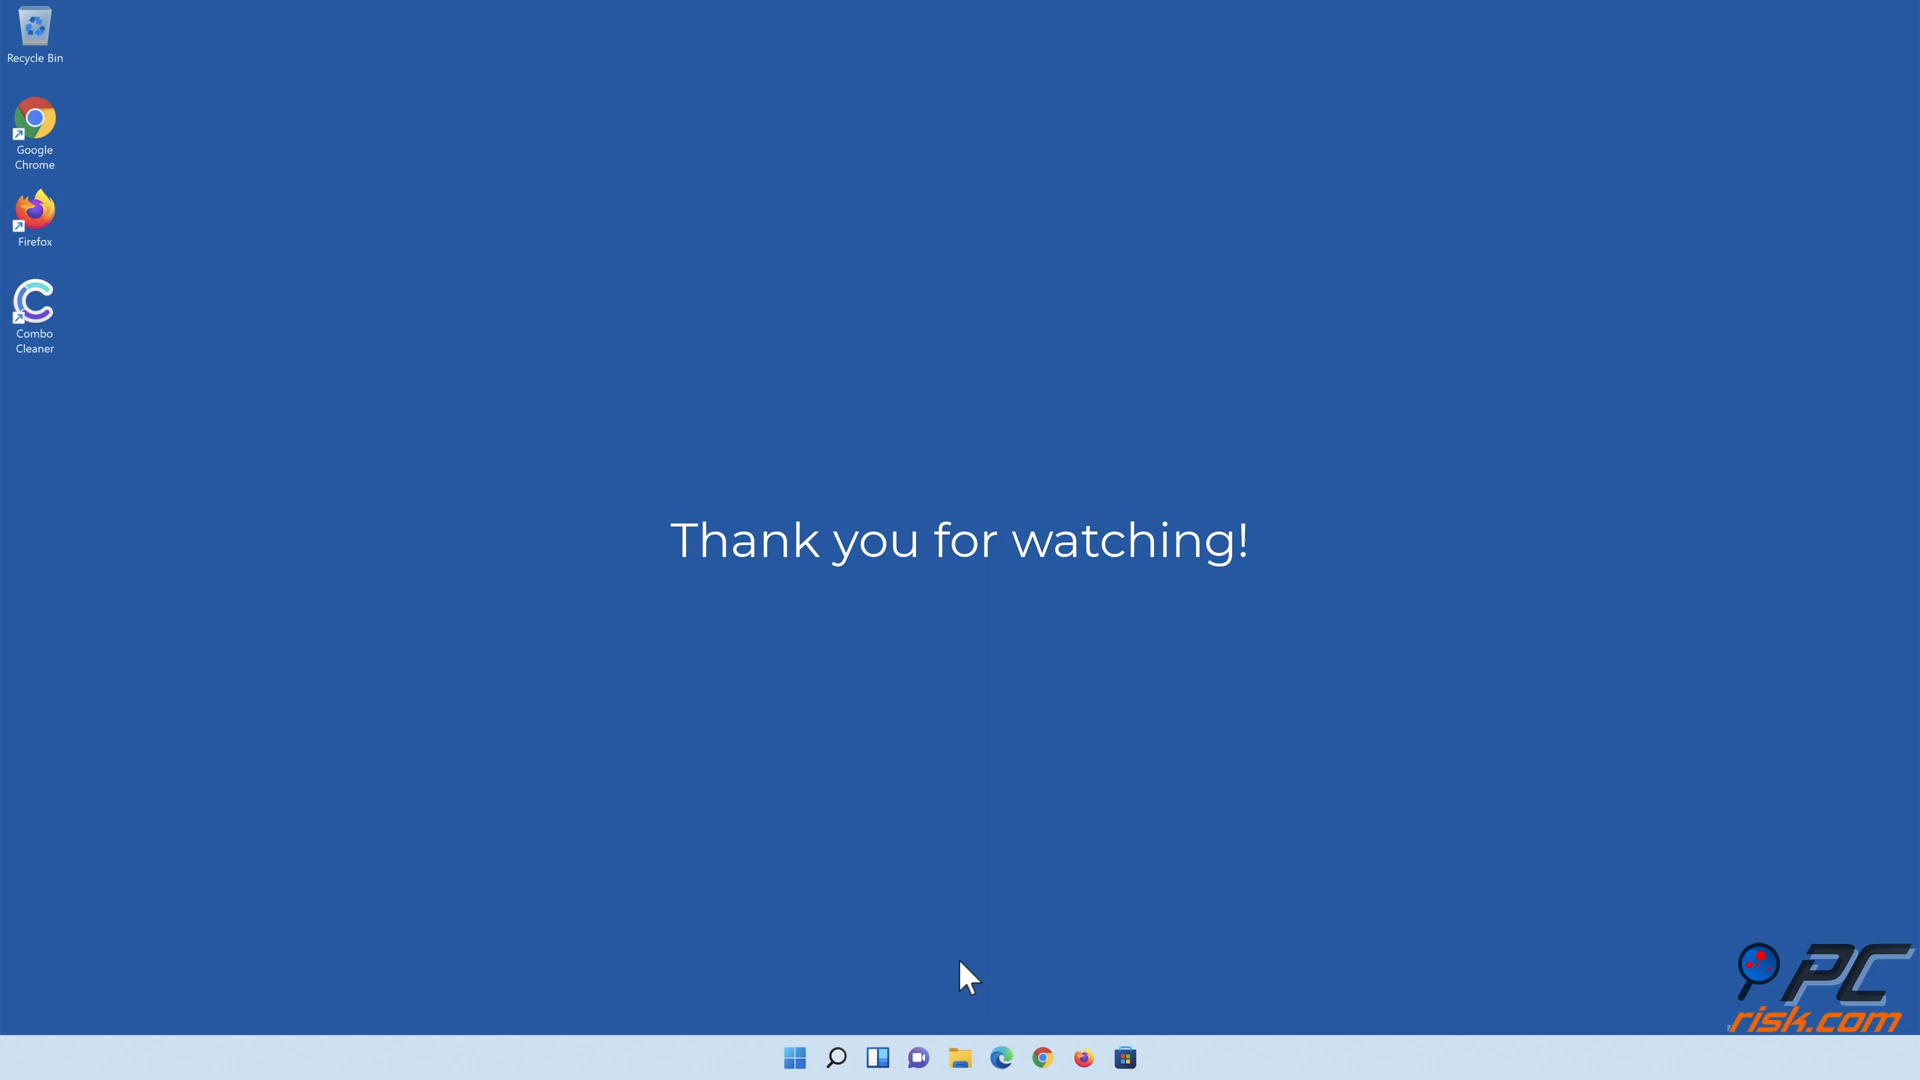 Recycle Bin
Google
Chrome
Firefox
Combo
Cleaner
Thank you for watching!
PC
risk.com